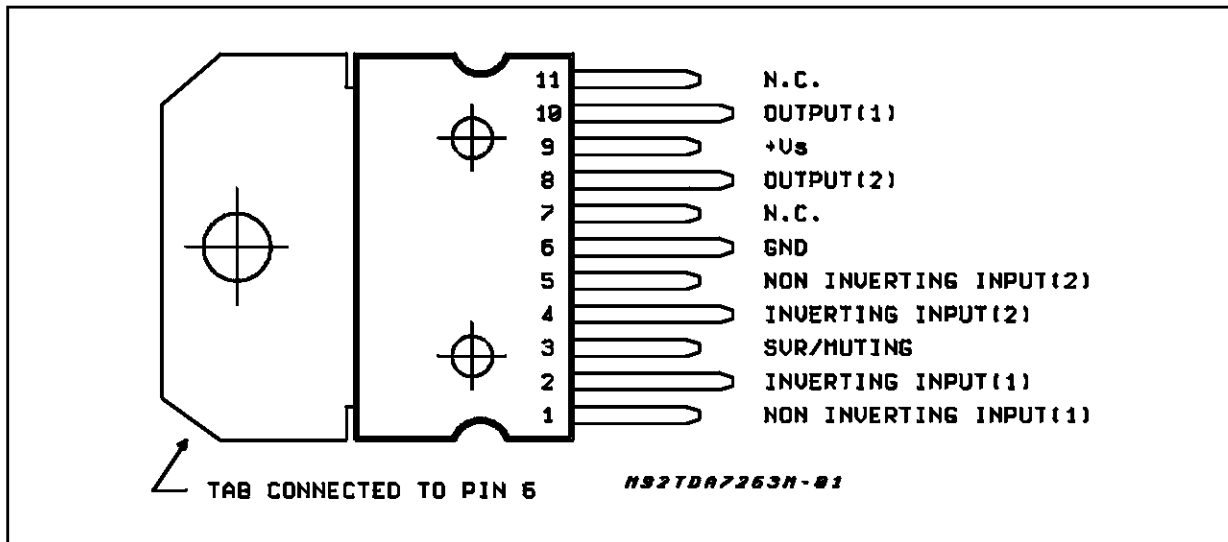 11 N.C.
10 OUTPUT(1)
9 +Vs
8 OUTPUT(2)
7 N.C.
6 GND
5 NON INVERTING INPUT(2)
4 INVERTING INPUT(2)
3 SVR/MUTING
2 INVERTING INPUT(1)
1 NON INVERTING INPUT(1)
TAB CONNECTED TO PIN 6
M92TDA7263M-01